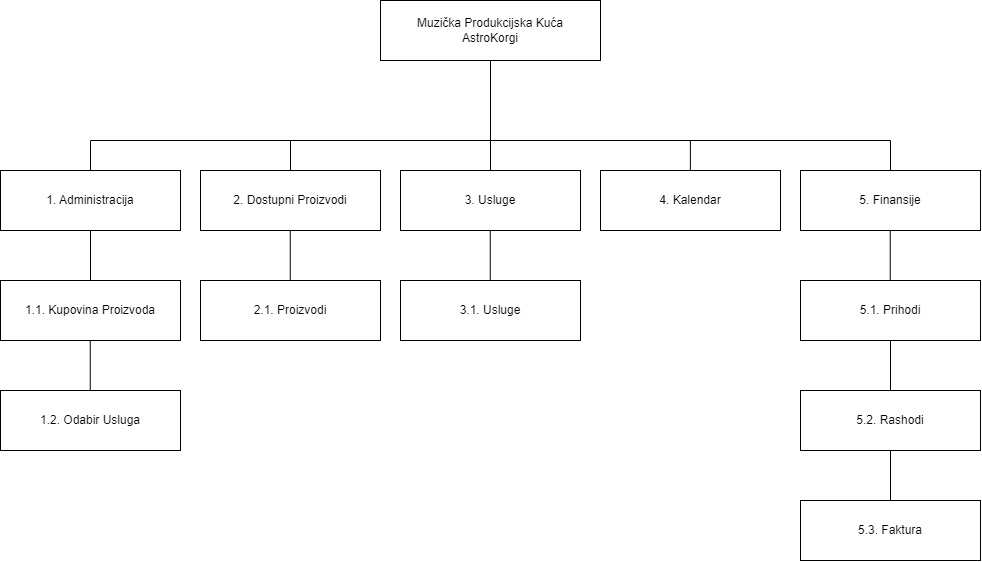 Muzička Produkcijska Kuća
AstroKorgi
1. Administracija
2. Dostupni Proizvodi
3. Usluge
4. Kalendar
5. Finansije
1.1. Kupovina Proizvoda
2.1. Proizvodi
3.1. Usluge
5.1. Prihodi
1.2. Odabir Usluga
5.2. Rashodi
5.3. Faktura